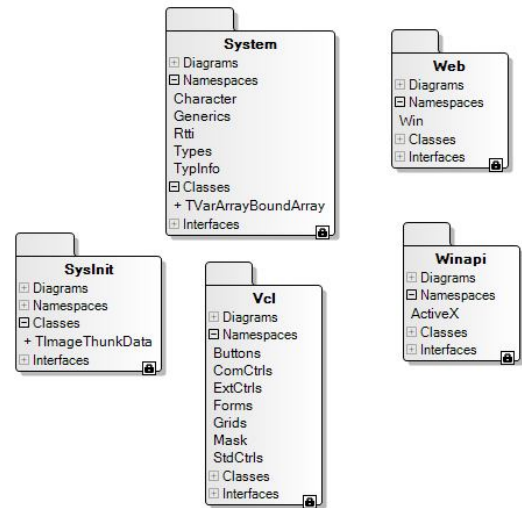 System
Diagrams
Namespaces
Character
Generics
Rtti
Types
TypInfo
Classes
+ TVarArrayBoundArray
Interfaces
Web
Diagrams
Namespaces
Win
Classes
Interfaces
SysInit
Diagrams
Namespaces
Classes
+ TImageThunkData
Interfaces
Vcl
Diagrams
Namespaces
Buttons
ComCtrls
ExtCtrls
Forms
Grids
Mask
StdCtrls
Classes
Interfaces
Winapi
Diagrams
Namespaces
ActiveX
Classes
Interfaces